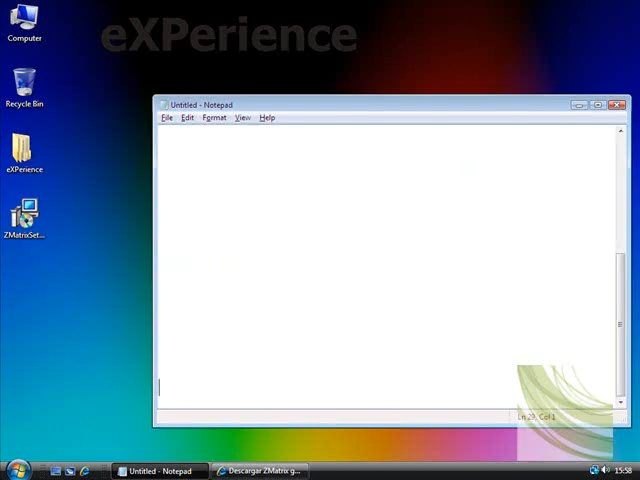 eXPerience
Computer
Recycle Bin
eXPerience
ZMatrixSet...
Untitled - Notepad
File Edit Format View Help
Ln 29, Col 1
Untitled - Notepad
Descargar ZMatrix g...
15:58